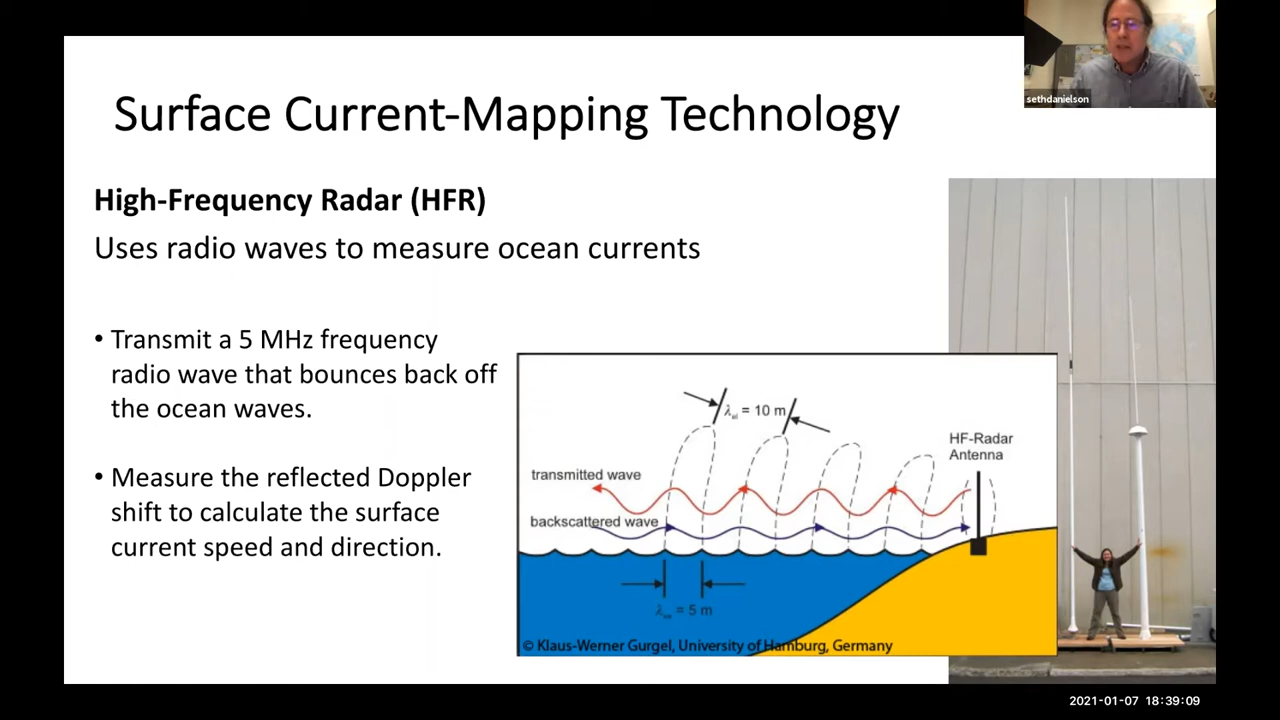 sethdanielson
Surface Current-Mapping Technology
High-Frequency Radar (HFR)
Uses radio waves to measure ocean currents
• Transmit a 5 MHz frequency
radio wave that bounces back off
the ocean waves.
• Measure the reflected Doppler
shift to calculate the surface
current speed and direction.
λ = 10 m
HF-Radar
Antenna
transmitted wave
backscattered wave
λ = 5 m
© Klaus-Werner Gurgel, University of Hamburg, Germany
2021-01-07 18:39:09